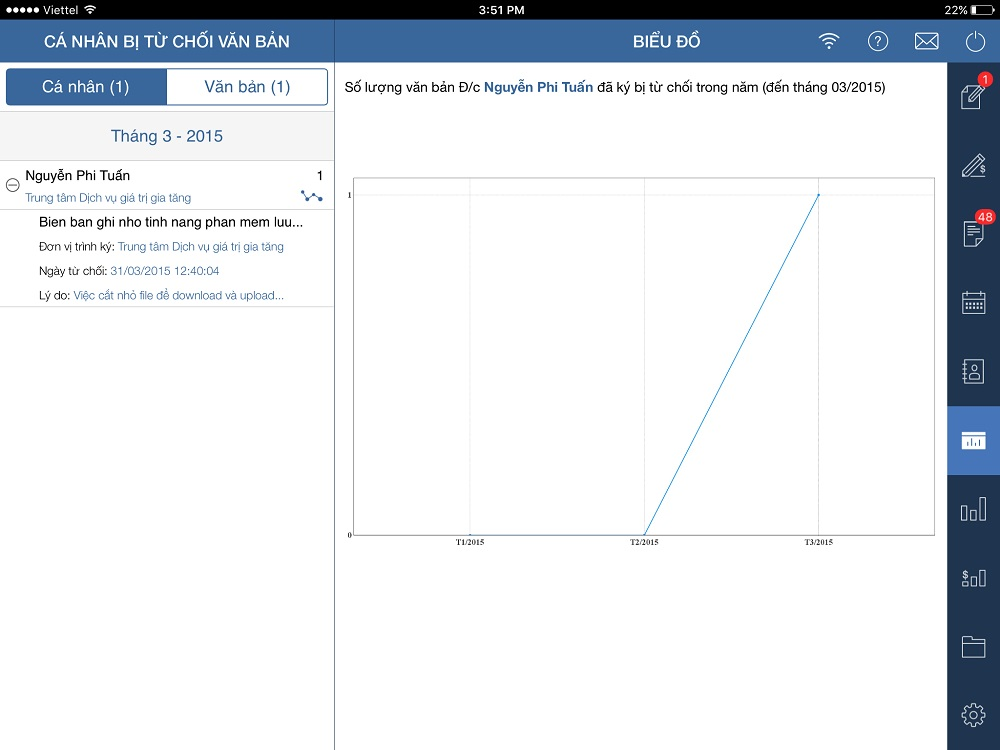 Viettel
3:51 PM
22%
CÁ NHÂN BỊ TỪ CHỐI VĂN BẢN
BIỂU ĐỒ
?
Cá nhân (1)
Văn bản (1)
Tháng 3 - 2015
Nguyễn Phi Tuấn
1
Trung tâm Dịch vụ giá trị gia tăng
Bien ban ghi nho tinh nang phan mem luu...
Đơn vị trình ký: Trung tâm Dịch vụ giá trị gia tăng
Ngày từ chối: 31/03/2015 12:40:04
Lý do: Việc cắt nhỏ file để download và upload...
Số lượng văn bản Đ/c Nguyễn Phi Tuấn đã ký bị từ chối trong năm (đến tháng 03/2015)
1
0
T1/2015
T2/2015
T3/2015
1
$
48
$